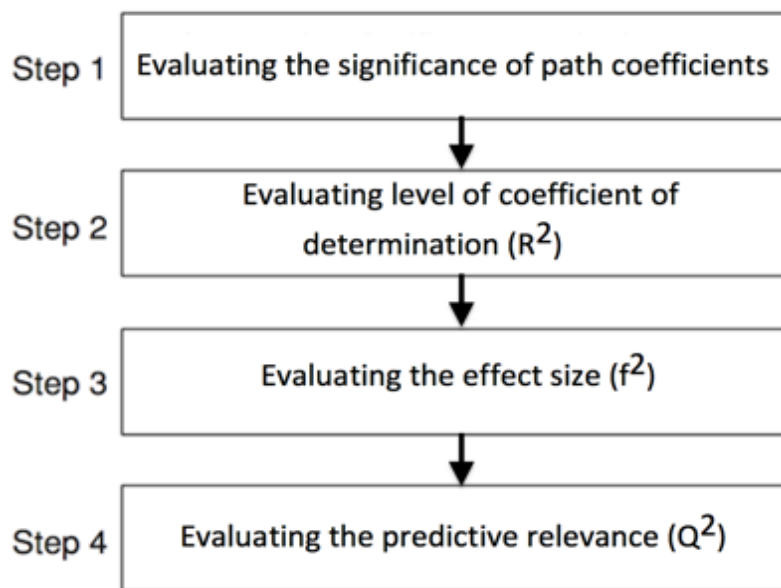 Step 1
Evaluating the significance of path coefficients
Step 2
Evaluating level of coefficient of
determination (R²)
Step 3
Evaluating the effect size (f²)
Step 4
Evaluating the predictive relevance (Q²)